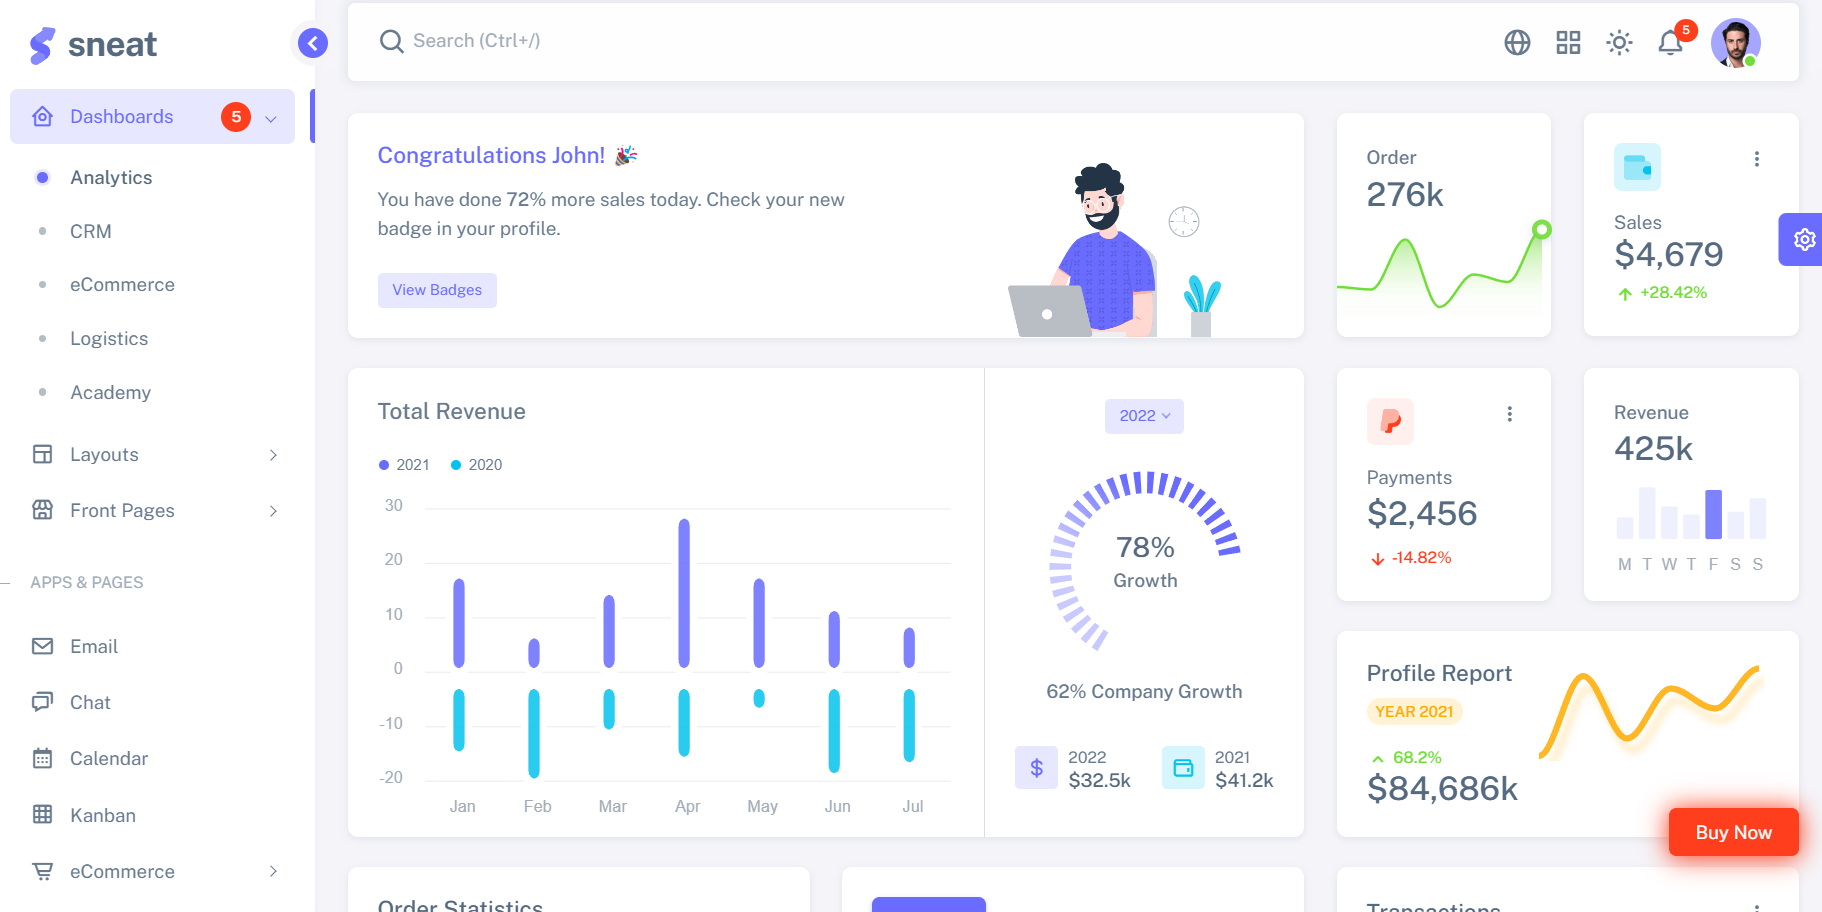 sneat
Search (Ctrl+/)
5
Dashboards
5
Analytics
CRM
eCommerce
Logistics
Academy
Layouts
Front Pages
APPS & PAGES
Email
Chat
Calendar
Kanban
eCommerce
Congratulations John! 🎉
You have done 72% more sales today. Check your new
badge in your profile.
View Badges
Order
276k
Sales
$4,679
+28.42%
Total Revenue
2021 2020
30
20
10
0
-10
-20
Jan Feb Mar Apr May Jun Jul
2022
78%
Growth
62% Company Growth
2022
$32.5k
2021
$41.2k
Payments
$2,456
-14.82%
Revenue
425k
M T W T F S S
Profile Report
YEAR 2021
68.2%
$84,686k
Buy Now
Order Statistics
Transactions